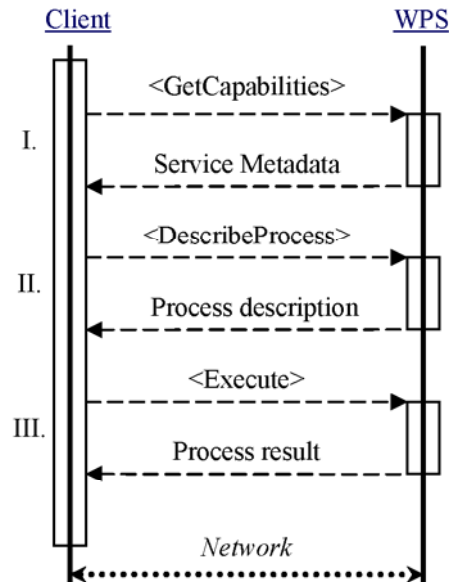 Client WPS
<GetCapabilities>
I.
Service Metadata
<DescribeProcess>
II.
Process description
<Execute>
III.
Process result
Network